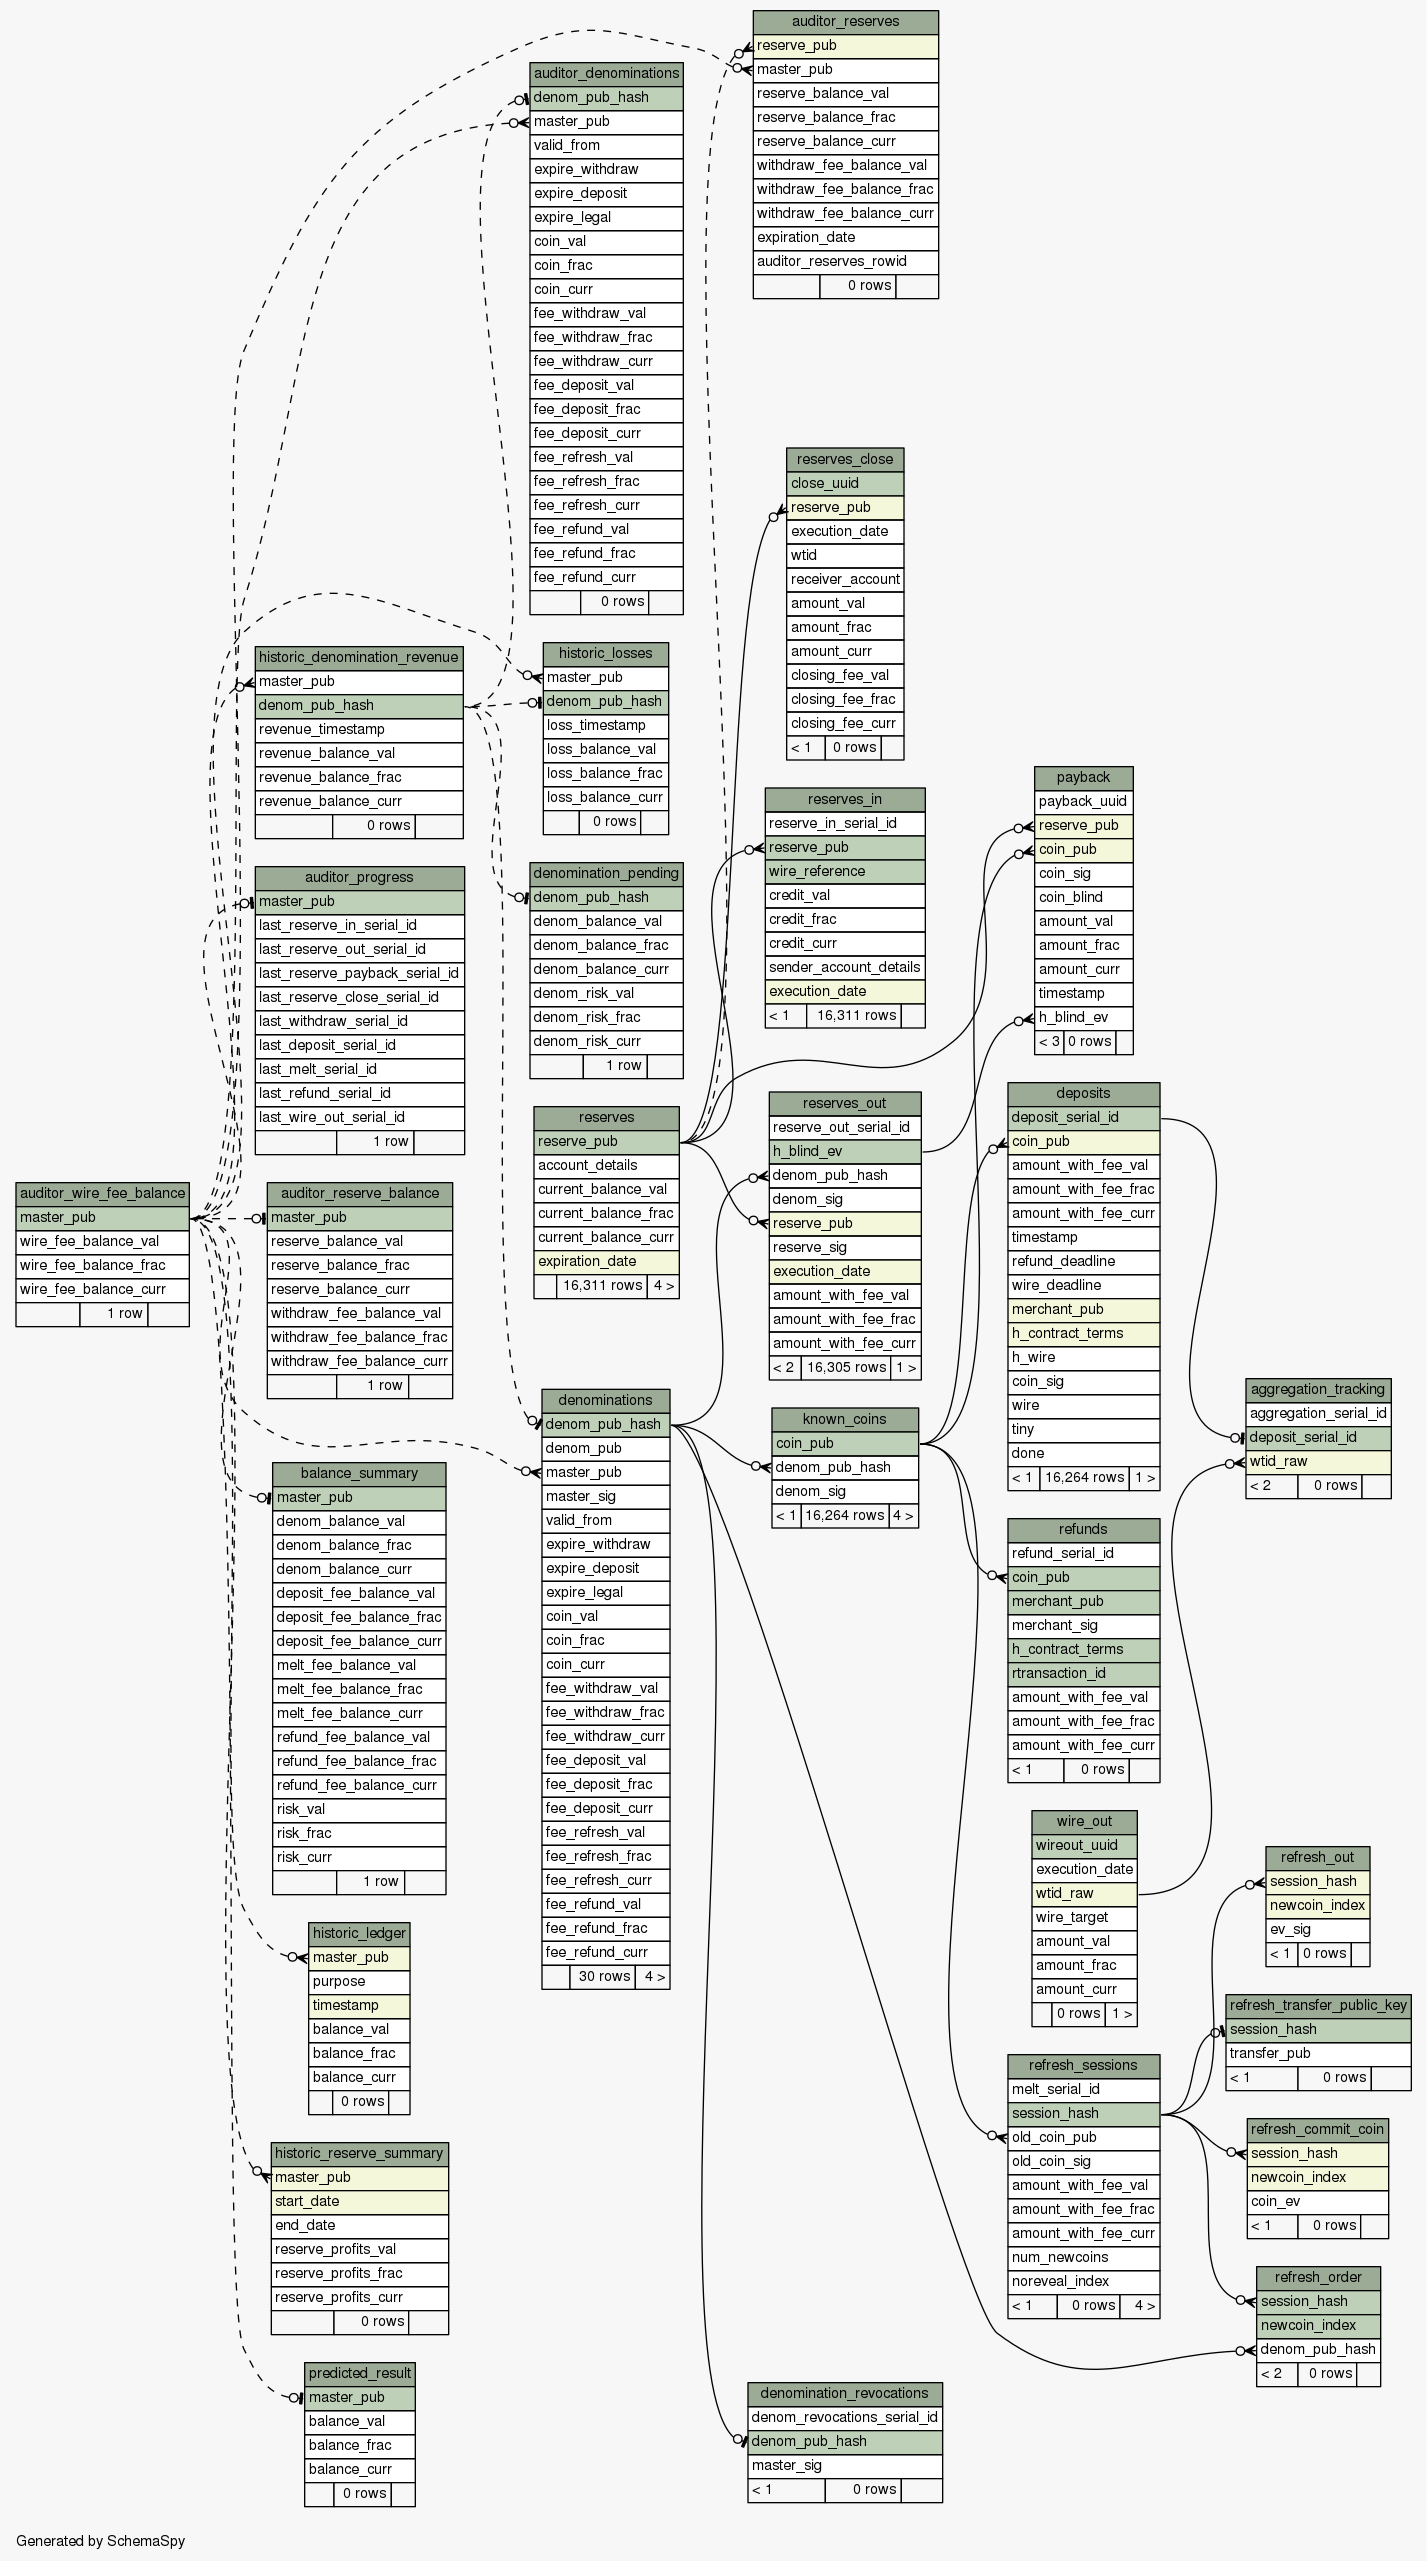 auditor_reserves
reserve_pub
master_pub
reserve_balance_val
reserve_balance_frac
reserve_balance_curr
withdraw_fee_balance_val
withdraw_fee_balance_frac
withdraw_fee_balance_curr
expiration_date
auditor_reserves_rowid
0 rows
auditor_denominations
denom_pub_hash
master_pub
valid_from
expire_withdraw
expire_deposit
expire_legal
coin_val
coin_frac
coin_curr
fee_withdraw_val
fee_withdraw_frac
fee_withdraw_curr
fee_deposit_val
fee_deposit_frac
fee_deposit_curr
fee_refresh_val
fee_refresh_frac
fee_refresh_curr
fee_refund_val
fee_refund_frac
fee_refund_curr
0 rows
reserves_close
close_uuid
reserve_pub
execution_date
wtid
receiver_account
amount_val
amount_frac
amount_curr
closing_fee_val
closing_fee_frac
closing_fee_curr
< 1 0 rows
historic_denomination_revenue
master_pub
denom_pub_hash
revenue_timestamp
revenue_balance_val
revenue_balance_frac
revenue_balance_curr
0 rows
historic_losses
master_pub
denom_pub_hash
loss_timestamp
loss_balance_val
loss_balance_frac
loss_balance_curr
0 rows
payback
payback_uuid
reserve_pub
coin_pub
coin_sig
coin_blind
amount_val
amount_frac
amount_curr
timestamp
h_blind_ev
< 3 0 rows
reserves_in
reserve_in_serial_id
reserve_pub
wire_reference
credit_val
credit_frac
credit_curr
sender_account_details
execution_date
< 1 16,311 rows
auditor_progress
master_pub
last_reserve_in_serial_id
last_reserve_out_serial_id
last_reserve_payback_serial_id
last_reserve_close_serial_id
last_withdraw_serial_id
last_deposit_serial_id
last_melt_serial_id
last_refund_serial_id
last_wire_out_serial_id
1 row
denomination_pending
denom_pub_hash
denom_balance_val
denom_balance_frac
denom_balance_curr
denom_risk_val
denom_risk_frac
denom_risk_curr
1 row
reserves
reserve_pub
account_details
current_balance_val
current_balance_frac
current_balance_curr
expiration_date
16,311 rows 4 >
reserves_out
reserve_out_serial_id
h_blind_ev
denom_pub_hash
denom_sig
reserve_pub
reserve_sig
execution_date
amount_with_fee_val
amount_with_fee_frac
amount_with_fee_curr
< 2 16,305 rows 1 >
deposits
deposit_serial_id
coin_pub
amount_with_fee_val
amount_with_fee_frac
amount_with_fee_curr
timestamp
refund_deadline
wire_deadline
merchant_pub
h_contract_terms
h_wire
coin_sig
wire
tiny
done
< 1 16,264 rows 1 >
auditor_wire_fee_balance
master_pub
wire_fee_balance_val
wire_fee_balance_frac
wire_fee_balance_curr
1 row
auditor_reserve_balance
master_pub
reserve_balance_val
reserve_balance_frac
reserve_balance_curr
withdraw_fee_balance_val
withdraw_fee_balance_frac
withdraw_fee_balance_curr
1 row
aggregation_tracking
aggregation_serial_id
deposit_serial_id
wtid_raw
< 2 0 rows
denominations
denom_pub_hash
denom_pub
master_pub
master_sig
valid_from
expire_withdraw
expire_deposit
expire_legal
coin_val
coin_frac
coin_curr
fee_withdraw_val
fee_withdraw_frac
fee_withdraw_curr
fee_deposit_val
fee_deposit_frac
fee_deposit_curr
fee_refresh_val
fee_refresh_frac
fee_refresh_curr
fee_refund_val
fee_refund_frac
fee_refund_curr
30 rows 4 >
known_coins
coin_pub
denom_pub_hash
denom_sig
< 1 16,264 rows 4 >
balance_summary
master_pub
denom_balance_val
denom_balance_frac
denom_balance_curr
deposit_fee_balance_val
deposit_fee_balance_frac
deposit_fee_balance_curr
melt_fee_balance_val
melt_fee_balance_frac
melt_fee_balance_curr
refund_fee_balance_val
refund_fee_balance_frac
refund_fee_balance_curr
risk_val
risk_frac
risk_curr
1 row
refunds
refund_serial_id
coin_pub
merchant_pub
merchant_sig
h_contract_terms
rtransaction_id
amount_with_fee_val
amount_with_fee_frac
amount_with_fee_curr
< 1 0 rows
wire_out
wireout_uuid
execution_date
wtid_raw
wire_target
amount_val
amount_frac
amount_curr
0 rows 1 >
refresh_out
session_hash
newcoin_index
ev_sig
< 1 0 rows
historic_ledger
master_pub
purpose
timestamp
balance_val
balance_frac
balance_curr
0 rows
refresh_transfer_public_key
session_hash
transfer_pub
< 1 0 rows
refresh_sessions
melt_serial_id
session_hash
old_coin_pub
old_coin_sig
amount_with_fee_val
amount_with_fee_frac
amount_with_fee_curr
num_newcoins
noreveal_index
< 1 0 rows 4 >
refresh_commit_coin
session_hash
newcoin_index
coin_ev
< 1 0 rows
historic_reserve_summary
master_pub
start_date
end_date
reserve_profits_val
reserve_profits_frac
reserve_profits_curr
0 rows
refresh_order
session_hash
newcoin_index
denom_pub_hash
< 2 0 rows
predicted_result
master_pub
balance_val
balance_frac
balance_curr
0 rows
denomination_revocations
denom_revocations_serial_id
denom_pub_hash
master_sig
< 1 0 rows
Generated by SchemaSpy